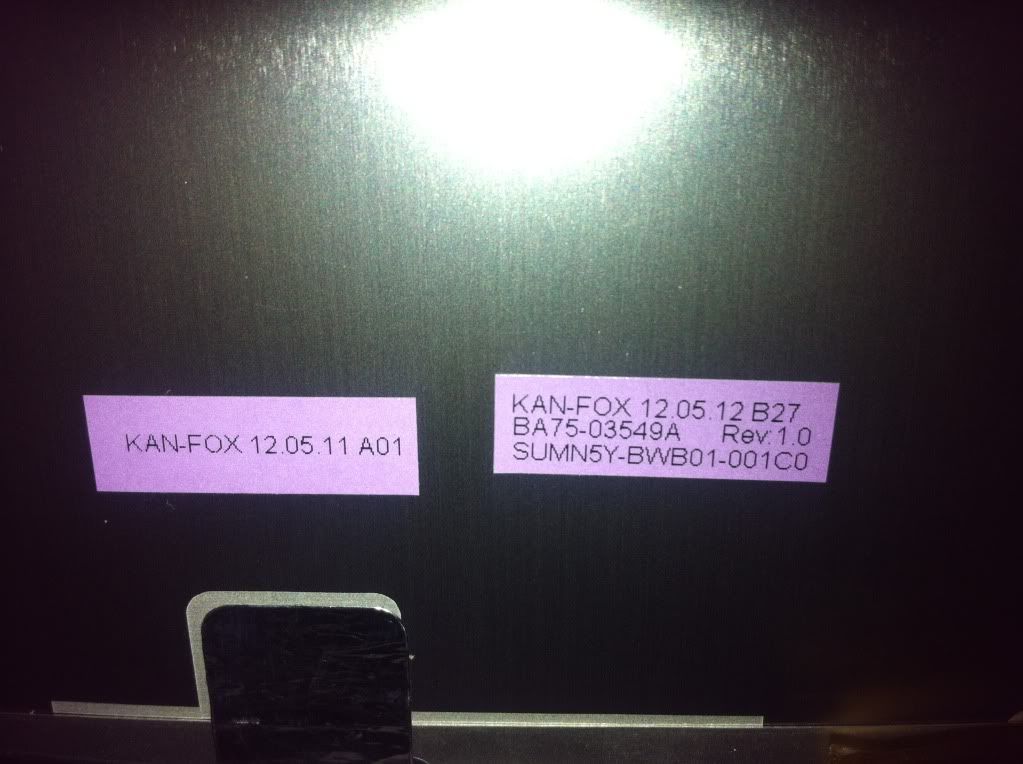 KAN-FOX 12.05.11 A01
KAN-FOX 12.05.12 B27
BA75-03549A Rev:1.0
SUMN5Y-BWB01-001C0